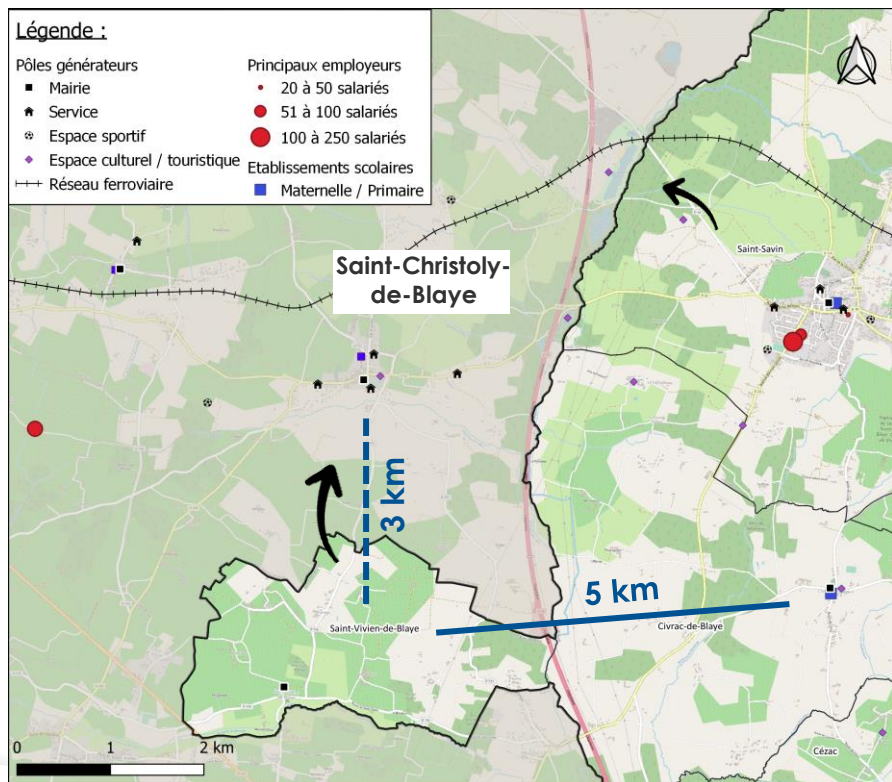 Légende :
Pôles générateurs
Mairie
Service
Espace sportif
Espace culturel / touristique
Réseau ferroviaire
Principaux employeurs
20 à 50 salariés
51 à 100 salariés
100 à 250 salariés
Etablissements scolaires
Maternelle / Primaire
Saint-Christoly-
de-Blaye
Saint-Savin
3 km
5 km
Saint-Vivien-de-Blaye
Civrac-de-Blaye
Cézac
0 1 2 km